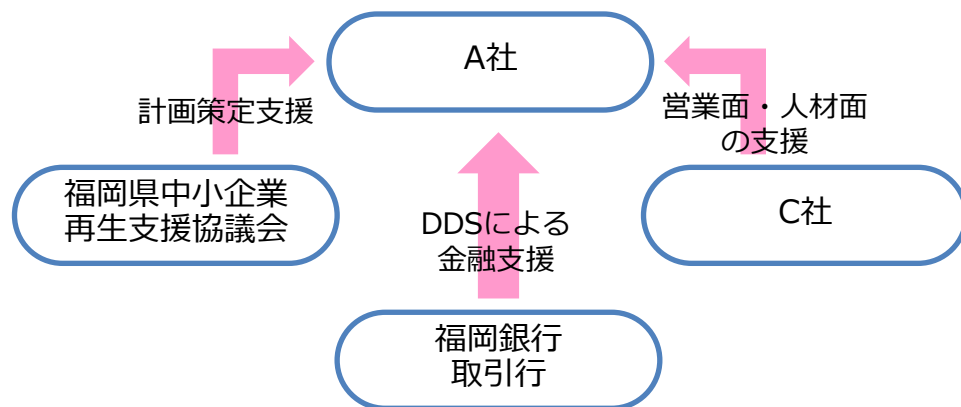 A社
計画策定支援
営業面・人材面
の支援
福岡県中小企業
再生支援協議会
DDSによる
金融支援
C社
福岡銀行
取引行